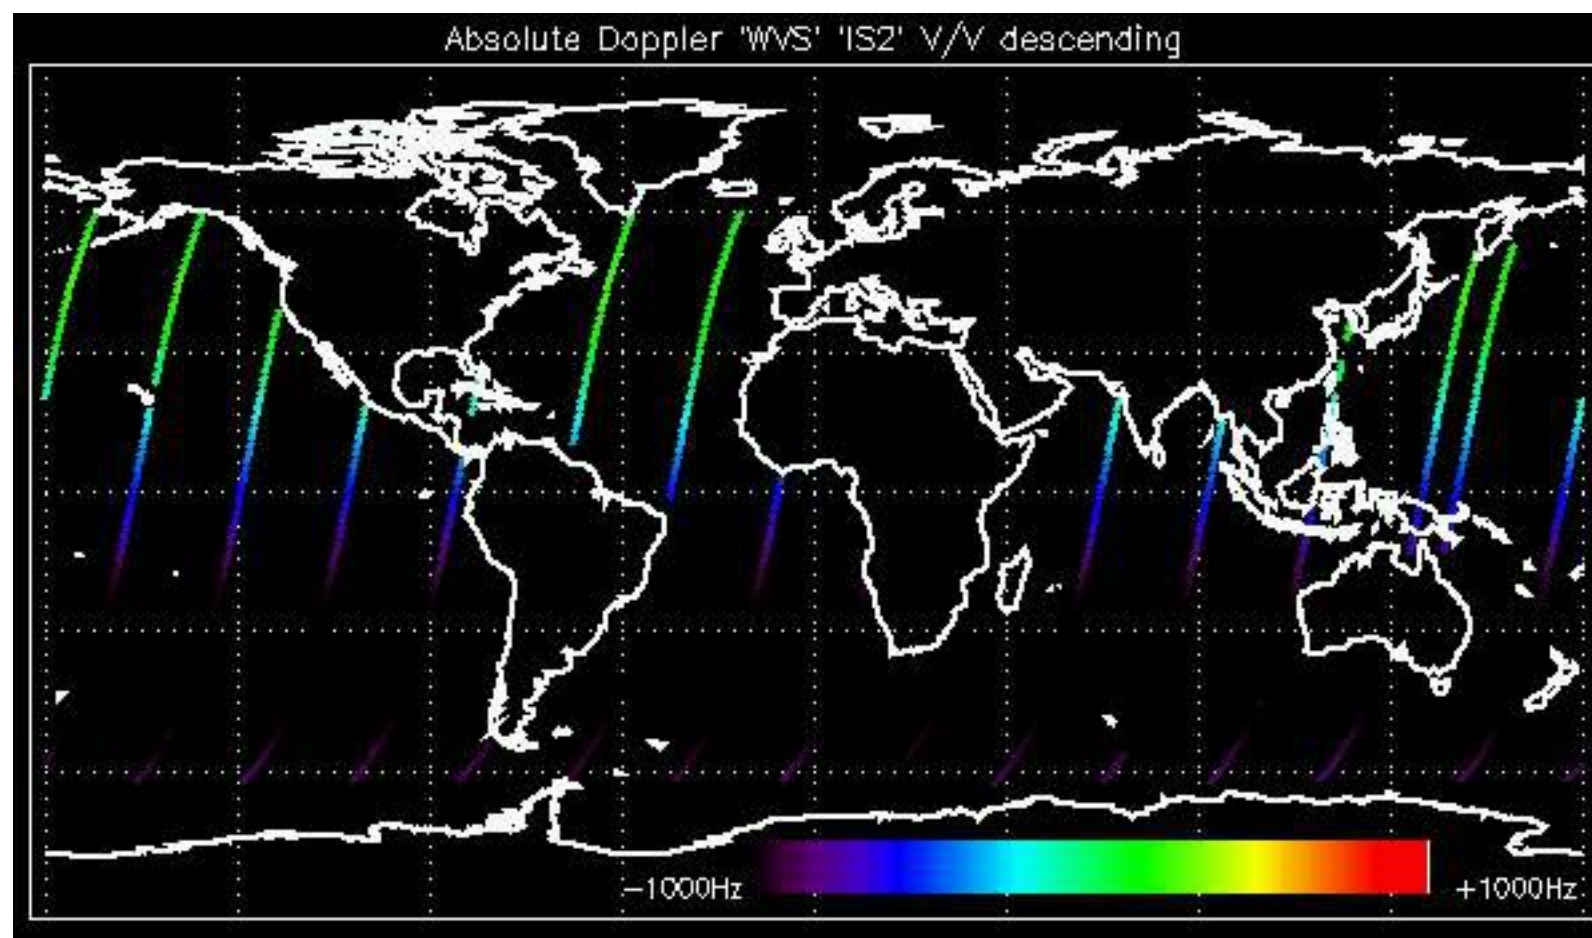 Absolute Doppler 'WVS' 'IS2' V/V descending
-1000Hz
+1000Hz